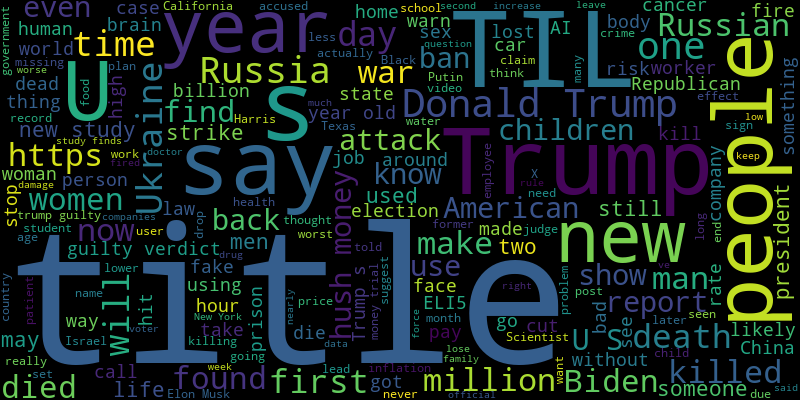 government
even
California
accused
school
second
increase
leave
cancer
fire
human
case
brain
year
less
day
home
warn
sex
lost
AI
body
Russian
world
plan
time
actually
Black
ban
car
question
TIL
many
crime
one
missing
worse
dead
U
high
Russia
war
Putin
claim
think
risk
worker
thing
food
billion
s
state
video
Republican
effect
people
something
record
find
Harris
much
year old
Donald Trump
low
new study
Ukraine
strike
Texas
water
attack
children
kill
sign
study finds
https
work
doctor
fired
say
job
around
Trump
employee
X
rule
company
keep
woman
person
health
know
need
stop
damage
women
law
drop
back
used
American
still
long
president
trump guilty
companies
election
former
made
judge
end
student
now
user
men
thought
hush money
told
make
two
new
age
guilty verdict
worst
title
lower
fake
drug
Trump s
suggest
use
right
show
man
country
patient
using
face
problem
post
seen
rate
name
will
hit
hour
prison
nearly
price
money trial
ELI5
report
way
voter
New York
take
die
force
month
go
cut
U S
bad
see
later
likely
may
Israel
killing
data
pay
Scientist
death
China
really
call
going
lose
family
want
without
child
ve
set
found
week
lead
inflation
million
died
life
Elon Musk
first
got
never
official
Biden
killed
someone
due
said